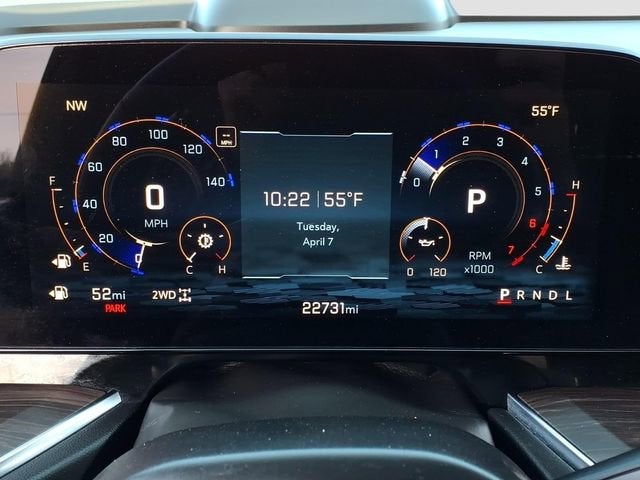 NW
55°F
-- MPH
0 20 40 60 80 100 120 140
0
MPH
F
E
C H
10:22 | 55°F
Tuesday,
April 7
0 1 2 3 4 5 6 7
P
RPM
x1000
0 120
H
C
52mi
PARK
2WD
22731mi
P R N D L